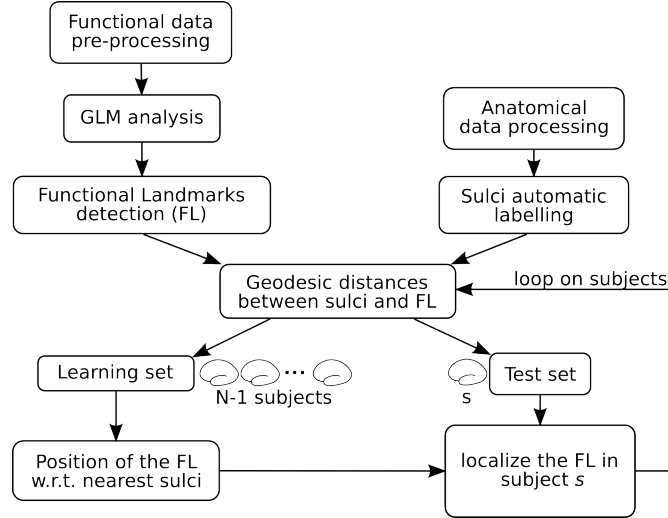 Functional data
pre-processing
GLM analysis
Anatomical
data processing
Functional Landmarks
detection (FL)
Sulci automatic
labelling
Geodesic distances
between sulci and FL
loop on subjects
Learning set
...
N-1 subjects
s
Test set
Position of the FL
w.r.t. nearest sulci
localize the FL in
subject s